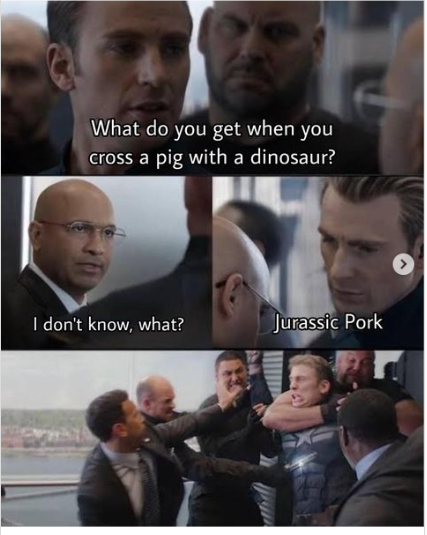 What do you get when you
cross a pig with a dinosaur?
I don't know, what?
Jurassic Pork